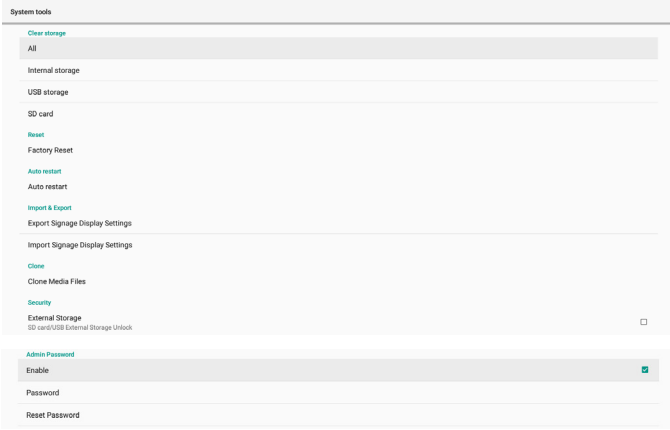 System tools
Clear storage
All
Internal storage
USB storage
SD card
Reset
Factory Reset
Auto restart
Auto restart
Import & Export
Export Signage Display Settings
Import Signage Display Settings
Clone
Clone Media Files
Security
External Storage
SD card/USB External Storage Unlock
Admin Password
Enable
Password
Reset Password